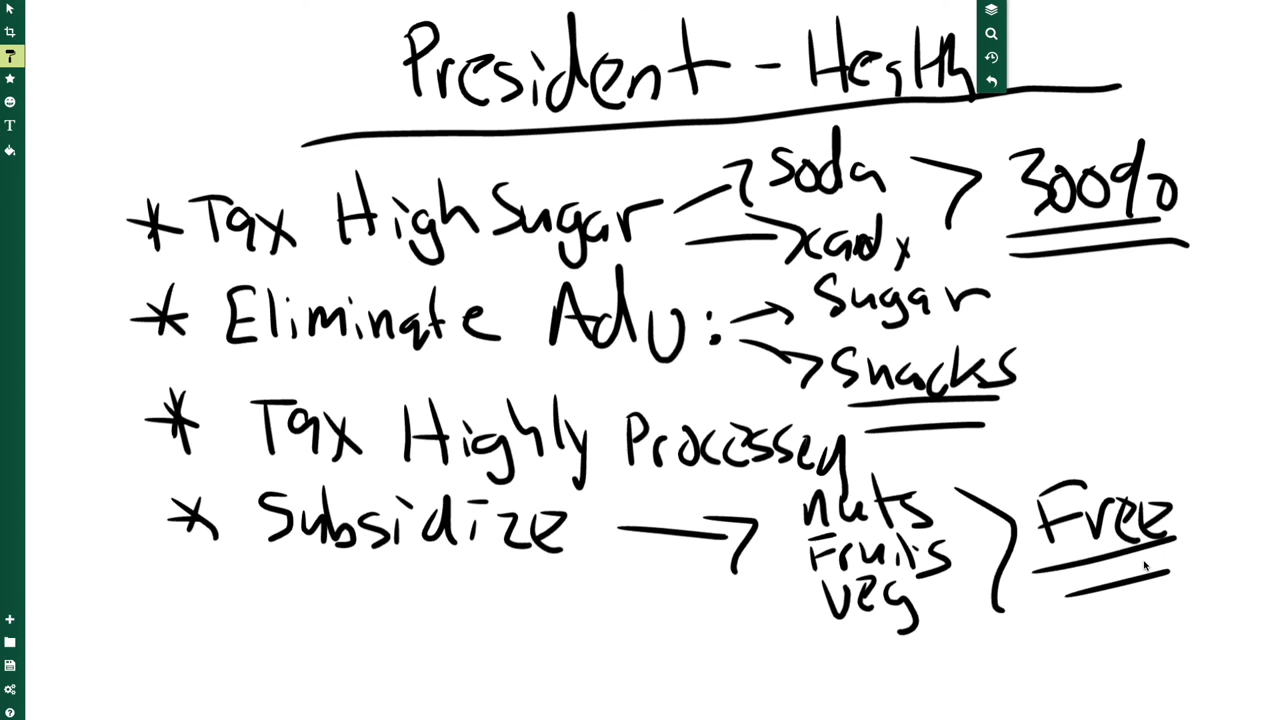 President - Health
* Tax High Sugar → soda > 300%
→
* Eliminate Adv: → Sugar
→ Snacks
* Tax Highly Processed
* Subsidize → nuts > Free
Fruits
veg
T
?